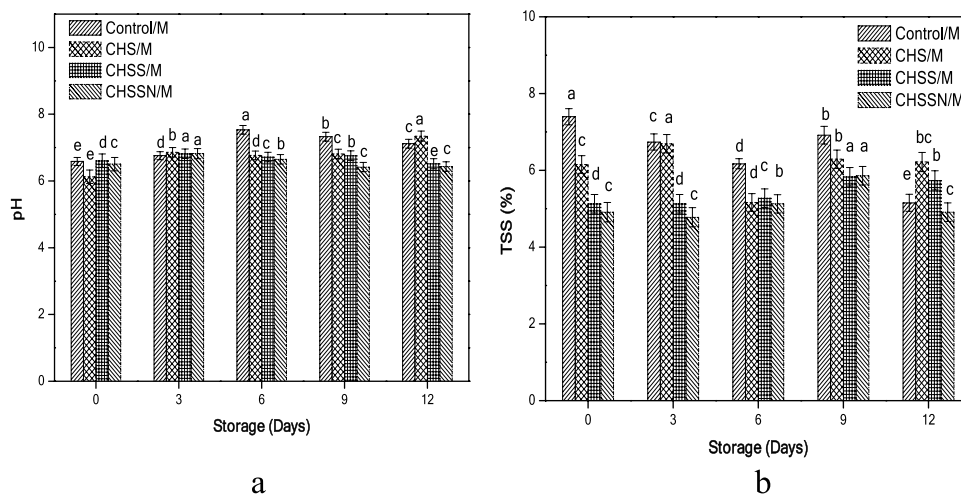 Control/M
CHS/M
CHSS/M
CHSSN/M
10
8
6
4
2
0
pH
e e a c
d b a a
a d c b
b c a c
c a e c
0 3 6 9 12
Storage (Days)
a
Control/M
CHS/M
CHSS/M
CHSSN/M
10
8
6
4
2
0
TSS (%)
a c d c
c a d c
d d c b
b c a a
e bc b c
0 3 6 9 12
Storage (Days)
b